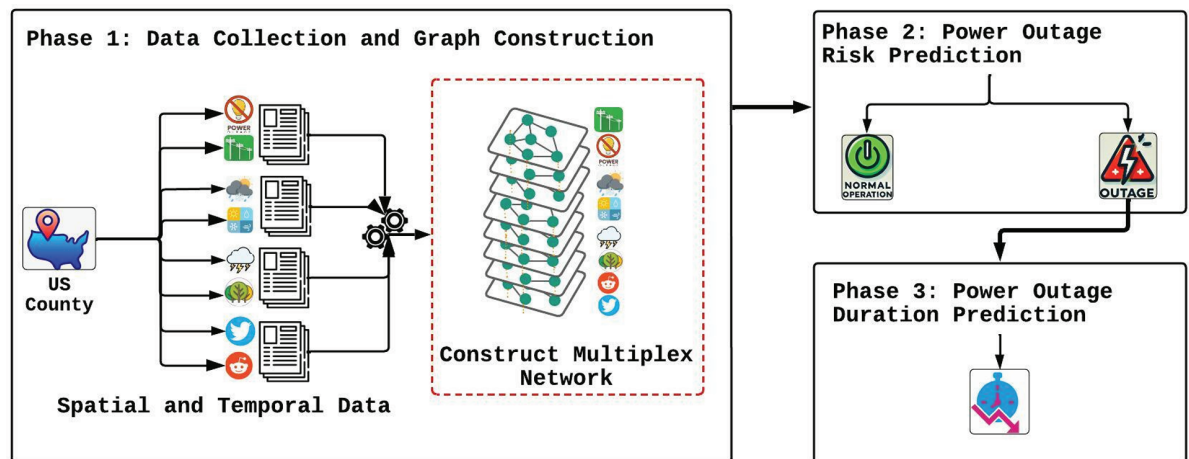 Phase 1: Data Collection and Graph Construction
POWER
US
County
Spatial and Temporal Data
POWER
Construct Multiplex
Network
Phase 2: Power Outage
Risk Prediction
NORMAL
OPERATION
OUTAGE
Phase 3: Power Outage
Duration Prediction